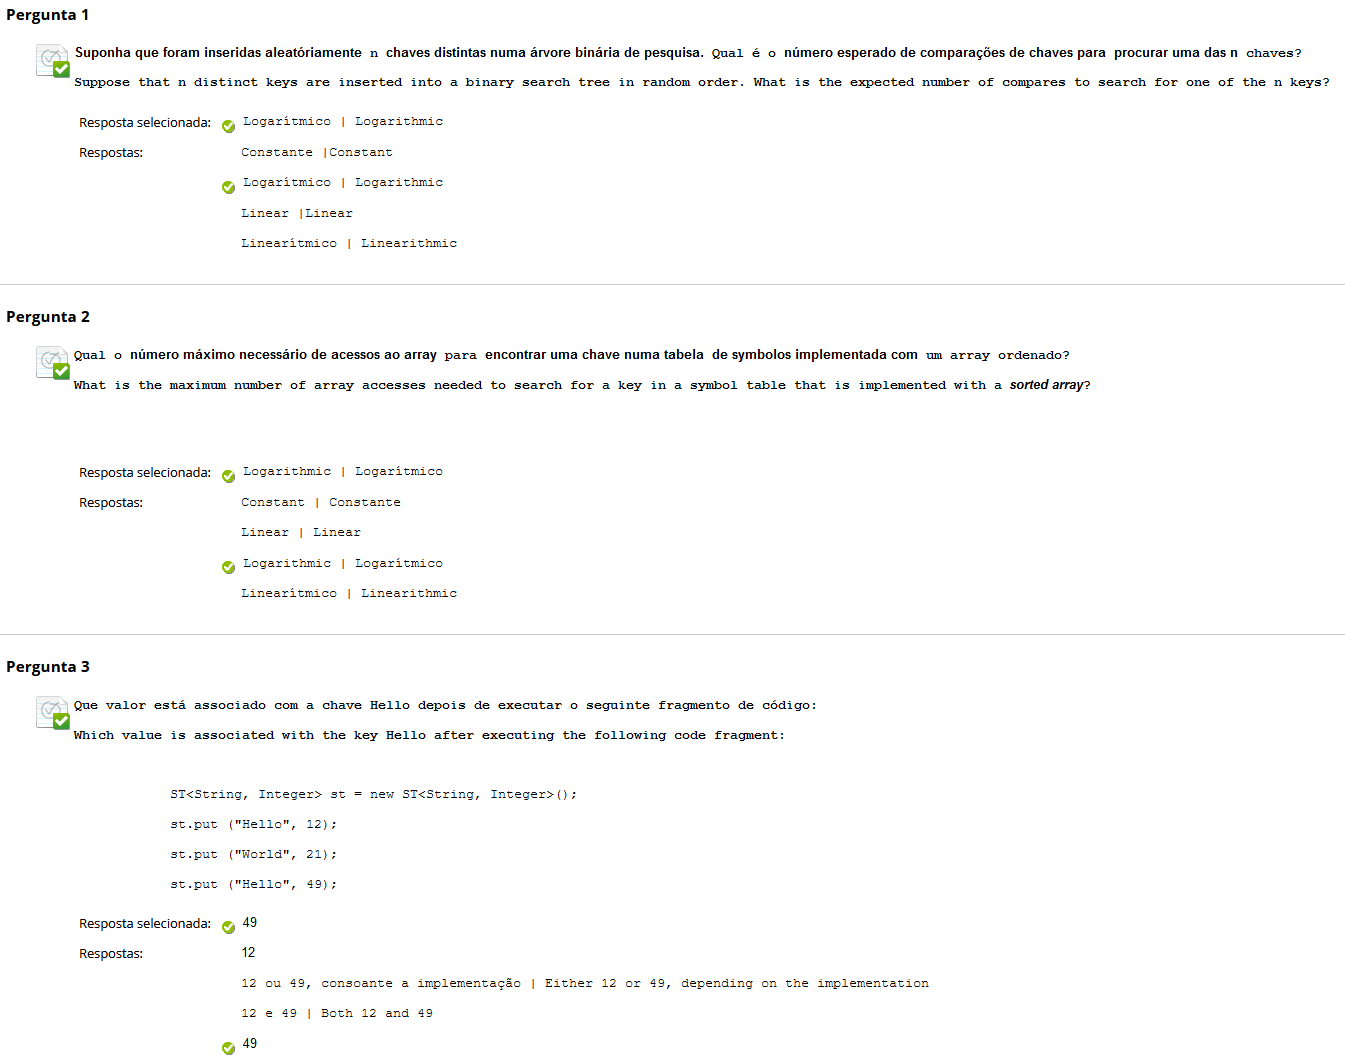 Pergunta 1
Suponha que foram inseridas aleatóriamente n chaves distintas numa árvore binária de pesquisa. Qual é o número esperado de comparações de chaves para procurar uma das n chaves?
Suppose that n distinct keys are inserted into a binary search tree in random order. What is the expected number of compares to search for one of the n keys?
Resposta selecionada: Logarítmico | Logarithmic
Respostas: Constante |Constant
Logarítmico | Logarithmic
Linear |Linear
Linearítmico | Linearithmic
Pergunta 2
Qual o número máximo necessário de acessos ao array para encontrar uma chave numa tabela de symbolos implementada com um array ordenado?
What is the maximum number of array accesses needed to search for a key in a symbol table that is implemented with a sorted array?
Resposta selecionada: Logarithmic | Logarítmico
Respostas: Constant | Constante
Linear | Linear
Logarithmic | Logarítmico
Linearítmico | Linearithmic
Pergunta 3
Que valor está associado com a chave Hello depois de executar o seguinte fragmento de código:
Which value is associated with the key Hello after executing the following code fragment:
ST<String, Integer> st = new ST<String, Integer>();
st.put ("Hello", 12);
st.put ("World", 21);
st.put ("Hello", 49);
Resposta selecionada: 49
Respostas: 12
12 ou 49, consoante a implementação | Either 12 or 49, depending on the implementation
12 e 49 | Both 12 and 49
49